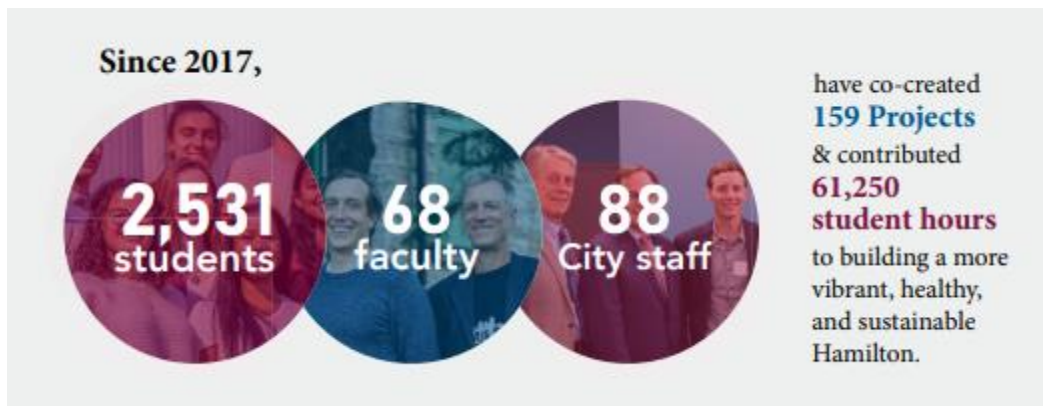 Since 2017,
2,531
students
68
faculty
88
City staff
have co-created
159 Projects
& contributed
61,250
student hours
to building a more
vibrant, healthy,
and sustainable
Hamilton.